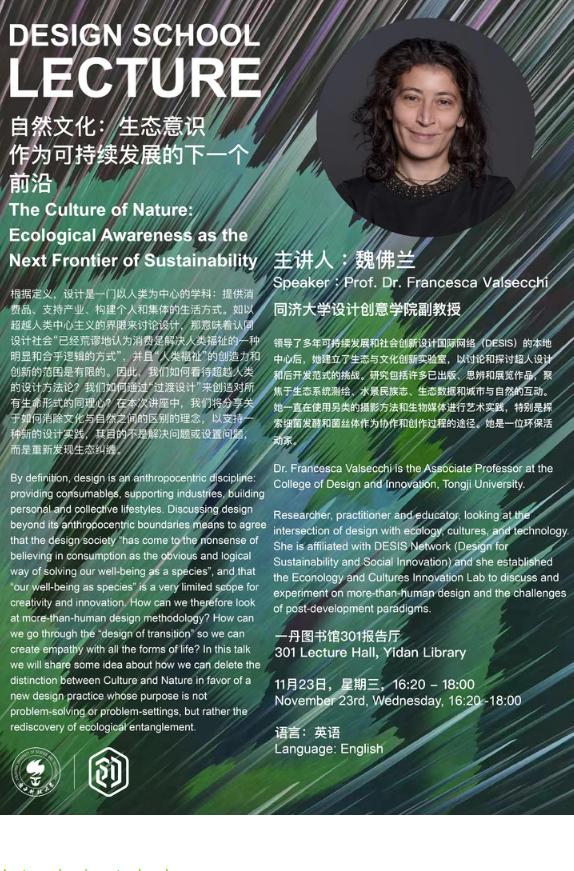 DESIGN SCHOOL
LECTURE
自然文化：生态意识
作为可持续发展的下一个
前沿
The Culture of Nature:
Ecological Awareness as the
Next Frontier of Sustainability
根据定义，设计是一门以人类为中心的学科：提供消
费品、支持产业、构建个人和集体的生活方式。如以
超越人类中心主义的界限来讨论设计，那意味着认同
设计社会“已经荒谬地认为消费是解决人类福祉的一种
明显和合乎逻辑的方式”，并且“人类福祉”的创造力和
创新的范围是有限的。因此，我们如何看待超越人类
的设计方法论？我们如何通过“过渡设计”来创造对所
有生命形式的同理心？在本次讲座中，我们将分享关
于如何消除文化与自然之间的区别的理念，以支持一
种新的设计实践，其目的不是解决问题或设置问题，
而是重新发现生态纠缠。
By definition, design is an anthropocentric discipline:
providing consumables, supporting industries, building
personal and collective lifestyles. Discussing design
beyond its anthropocentric boundaries means to agree
that the design society “has come to the nonsense of
believing in consumption as the obvious and logical
way of solving our well-being as a species”, and that
“our well-being as species” is a very limited scope for
creativity and innovation. How can we therefore look
at more-than-human design methodology? How can
we go through the “design of transition” so we can
create empathy with all the forms of life? In this talk
we will share some idea about how we can delete the
distinction between Culture and Nature in favor of a
new design practice whose purpose is not
problem-solving or problem-settings, but rather the
rediscovery of ecological entanglement.
主讲人：魏佛兰
Speaker：Prof. Dr. Francesca Valsecchi
同济大学设计创意学院副教授
领导了多年可持续发展和社会创新设计国际网络（DESIS）的本地
中心后，她建立了生态与文化创新实验室，以讨论和探讨超人设计
和后开发范式的挑战。研究包括许多已出版、思辨和展览作品，聚
焦于生态系统测绘、水景民族志、生态数据和城市与自然的互动。
她一直在使用另类的摄影方法和生物媒体进行艺术实践，特别是探
索细菌发酵和菌丝体作为协作和创作过程的途径。她是一位环保活
动家。
Dr. Francesca Valsecchi is the Associate Professor at the
College of Design and Innovation, Tongji University.
Researcher, practitioner and educator, looking at the
intersection of design with ecology, cultures, and technology.
She is affiliated with DESIS Network (Design for
Sustainability and Social Innovation) and she established
the Econology and Cultures Innovation Lab to discuss and
experiment on more-than-human design and the challenges
of post-development paradigms.
一丹图书馆301报告厅
301 Lecture Hall, Yidan Library
11月23日，星期三，16:20 – 18:00
November 23rd, Wednesday, 16:20 -18:00
语言：英语
Language: English